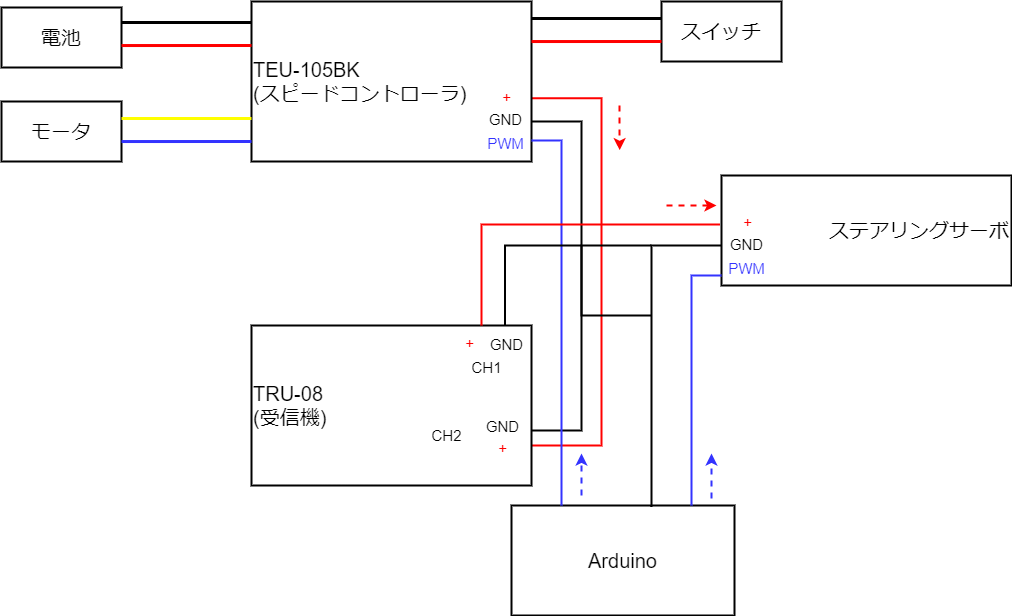 電池
スイッチ
TEU-105BK
(スピードコントローラ)
モータ
+
GND
PWM
+
ステアリングサーボ
GND
PWM
+
GND
CH1
TRU-08
(受信機)
CH2
GND
+
Arduino